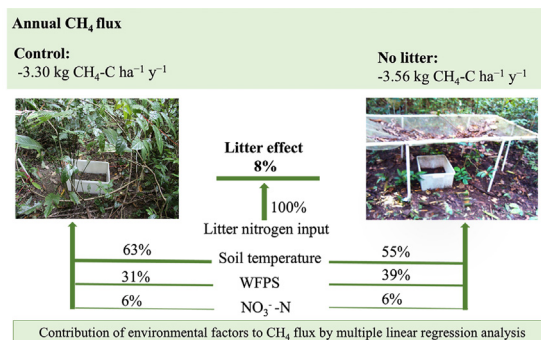 Annual CH₄ flux
Control:
-3.30 kg CH₄-C ha⁻¹ y⁻¹
No litter:
-3.56 kg CH₄-C ha⁻¹ y⁻¹
Litter effect
8%
100%
Litter nitrogen input
63%
Soil temperature
55%
31%
WFPS
39%
6%
NO₃⁻-N
6%
Contribution of environmental factors to CH₄ flux by multiple linear regression analysis